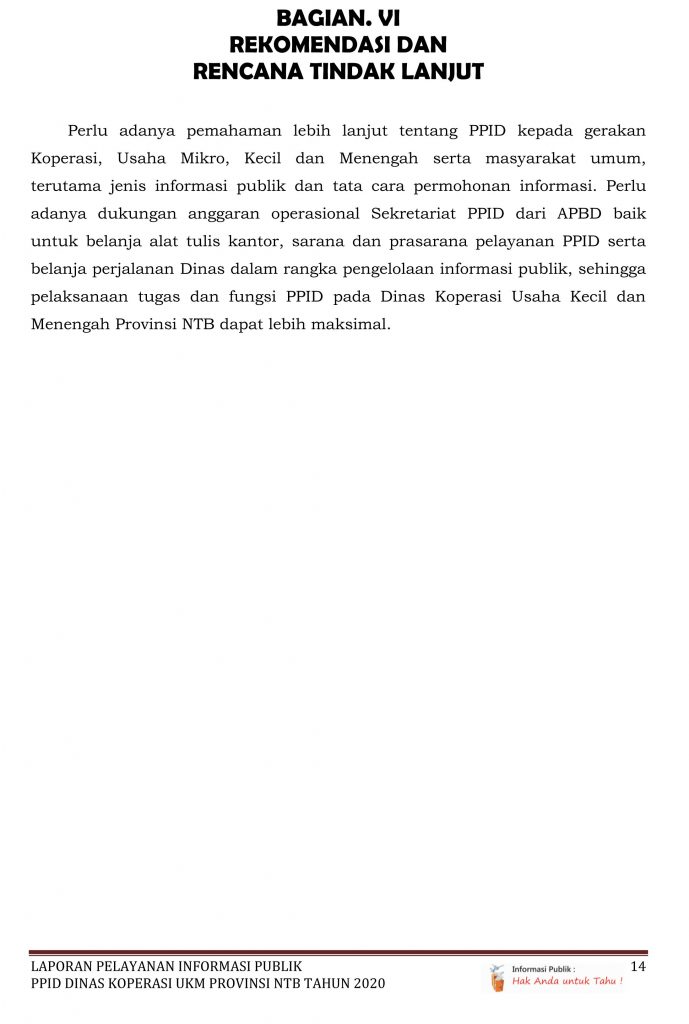 BAGIAN. VI
REKOMENDASI DAN
RENCANA TINDAK LANJUT
Perlu adanya pemahaman lebih lanjut tentang PPID kepada gerakan
Koperasi, Usaha Mikro, Kecil dan Menengah serta masyarakat umum,
terutama jenis informasi publik dan tata cara permohonan informasi. Perlu
adanya dukungan anggaran operasional Sekretariat PPID dari APBD baik
untuk belanja alat tulis kantor, sarana dan prasarana pelayanan PPID serta
belanja perjalanan Dinas dalam rangka pengelolaan informasi publik, sehingga
pelaksanaan tugas dan fungsi PPID pada Dinas Koperasi Usaha Kecil dan
Menengah Provinsi NTB dapat lebih maksimal.
LAPORAN PELAYANAN INFORMASI PUBLIK
PPID DINAS KOPERASI UKM PROVINSI NTB TAHUN 2020
Informasi Publik :
Hak Anda untuk Tahu !
14